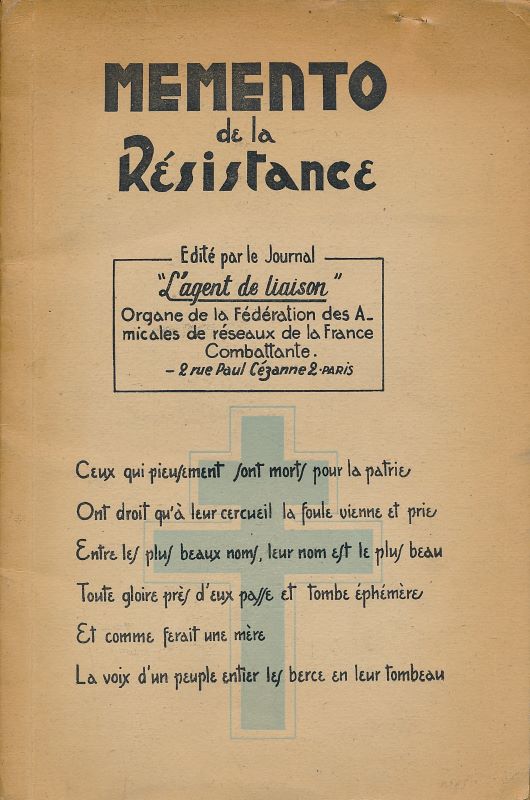 MEMENTO
de la
Résistance
Edité par le Journal
"L'agent de liaison"
Organe de la Fédération des A-
micales de réseaux de la France
Combattante.
- 2 rue Paul Cézanne 2 - PARIS
Ceux qui pieusement sont morts pour la patrie
Ont droit qu'à leur cercueil la foule vienne et prie
Entre les plus beaux noms, leur nom est le plus beau
Toute gloire près d'eux passe et tombe éphémère
Et comme ferait une mère
La voix d'un peuple entier les berce en leur tombeau